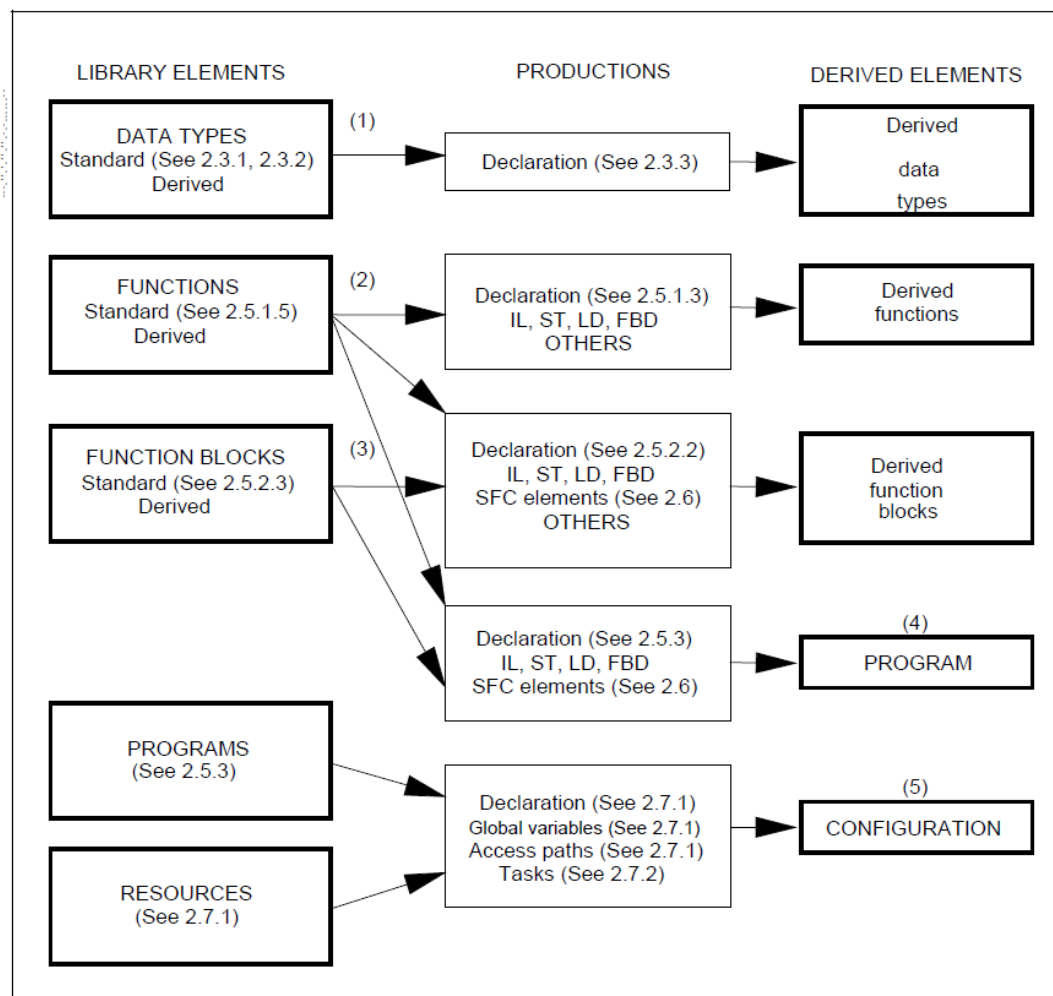 LIBRARY ELEMENTS
PRODUCTIONS
DERIVED ELEMENTS
DATA TYPES
Standard (See 2.3.1, 2.3.2)
Derived
(1)
Declaration (See 2.3.3)
Derived
data
types
FUNCTIONS
Standard (See 2.5.1.5)
Derived
(2)
Declaration (See 2.5.1.3)
IL, ST, LD, FBD
OTHERS
Derived
functions
FUNCTION BLOCKS
Standard (See 2.5.2.3)
Derived
(3)
Declaration (See 2.5.2.2)
IL, ST, LD, FBD
SFC elements (See 2.6)
OTHERS
Derived
function
blocks
Declaration (See 2.5.3)
IL, ST, LD, FBD
SFC elements (See 2.6)
(4)
PROGRAM
PROGRAMS
(See 2.5.3)
RESOURCES
(See 2.7.1)
Declaration (See 2.7.1)
Global variables (See 2.7.1)
Access paths (See 2.7.1)
Tasks (See 2.7.2)
(5)
CONFIGURATION